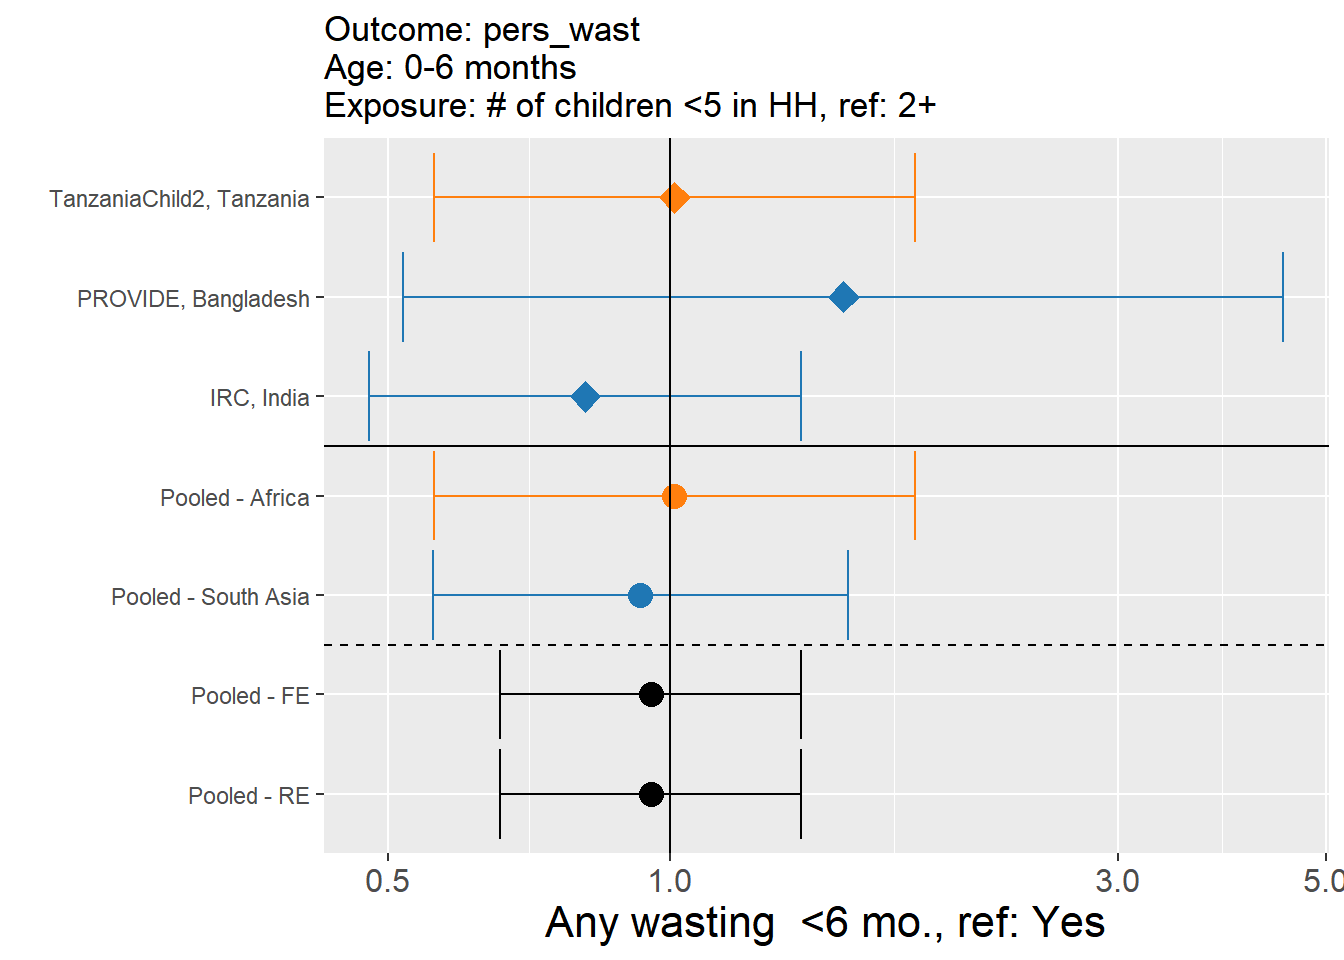 Outcome: pers_wast
Age: 0-6 months
Exposure: # of children <5 in HH, ref: 2+
TanzaniaChild2, Tanzania
PROVIDE, Bangladesh
IRC, India
Pooled - Africa
Pooled - South Asia
Pooled - FE
Pooled - RE
0.5 1.0 3.0 5.0
Any wasting  <6 mo., ref: Yes